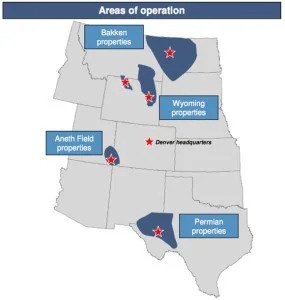 Areas of operation
Bakken
properties
Wyoming
properties
Aneth Field
properties
Denver headquarters
Permian
properties